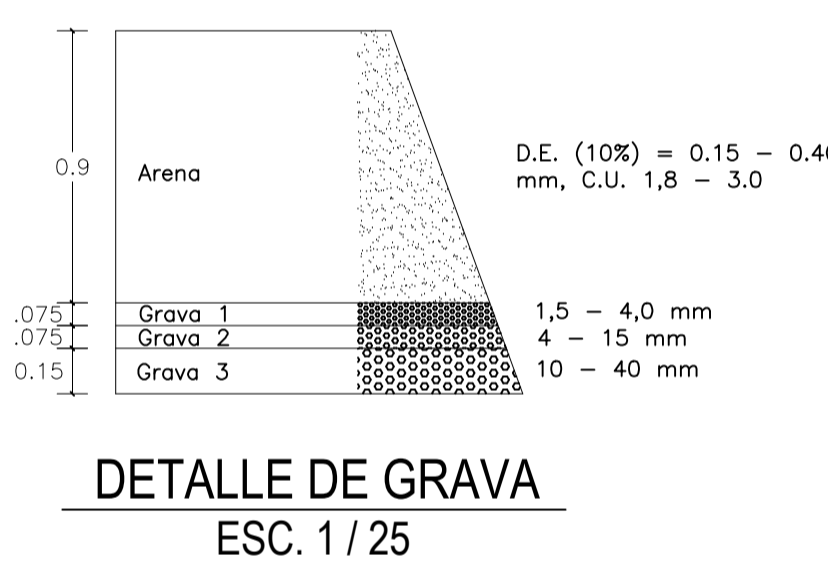 0.9
Arena
D.E. (10%) = 0.15 – 0.40
mm, C.U. 1,8 – 3.0
.075
Grava 1
1,5 – 4,0 mm
.075
Grava 2
4 – 15 mm
0.15
Grava 3
10 – 40 mm
DETALLE DE GRAVA
ESC. 1 / 25